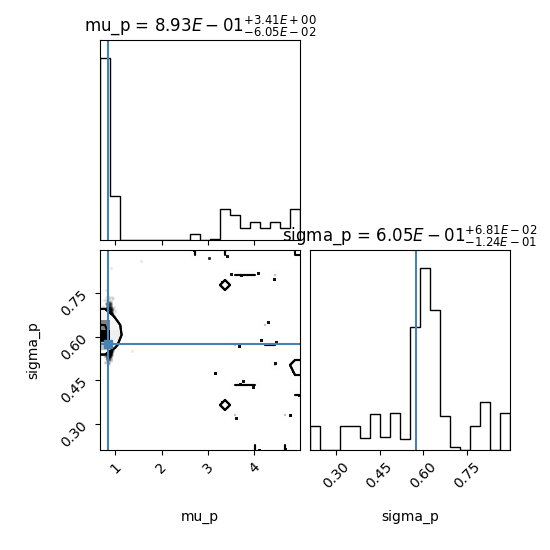 mu_p = 8.93E − 01 +3.41E+00 −6.05E−02
sigma_p = 6.05E − 01 +6.81E−02 −1.24E−01
0.75
0.60
0.45
0.30
sigma_p
1 2 3 4
0.30 0.45 0.60 0.75
mu_p
sigma_p